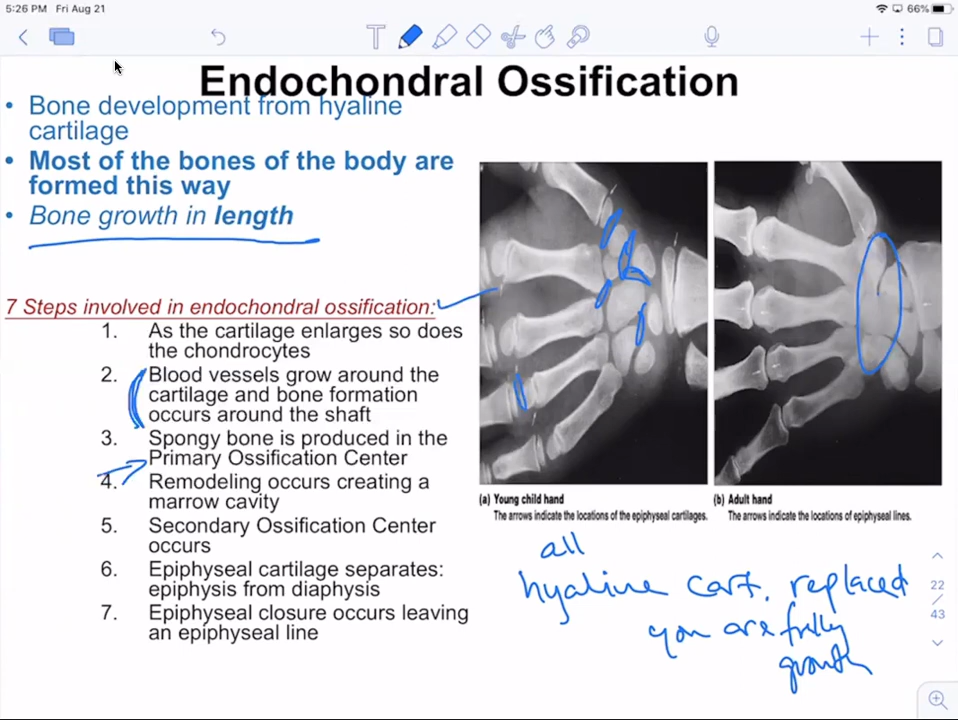 5:26 PM Fri Aug 21
66%
Endochondral Ossification
• Bone development from hyaline
cartilage
• Most of the bones of the body are
formed this way
• Bone growth in length
7 Steps involved in endochondral ossification:
1. As the cartilage enlarges so does
the chondrocytes
2. Blood vessels grow around the
cartilage and bone formation
occurs around the shaft
3. Spongy bone is produced in the
Primary Ossification Center
4. Remodeling occurs creating a
marrow cavity
5. Secondary Ossification Center
occurs
6. Epiphyseal cartilage separates:
epiphysis from diaphysis
7. Epiphyseal closure occurs leaving
an epiphyseal line
(a) Young child hand
The arrows indicate the locations of the epiphyseal cartilages.
(b) Adult hand
The arrows indicate the locations of epiphyseal lines.
all
hyaline cart. replaced
you are fully
growth
22
/
43